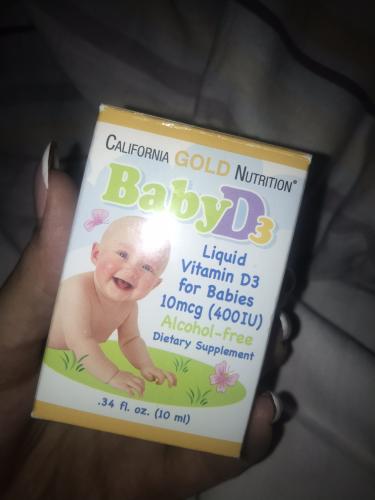 CALIFORNIA GOLD NUTRITION®
BabyD3
Liquid
Vitamin D3
for Babies
10mcg (400IU)
Alcohol-free
Dietary Supplement
.34 fl. oz. (10 ml)